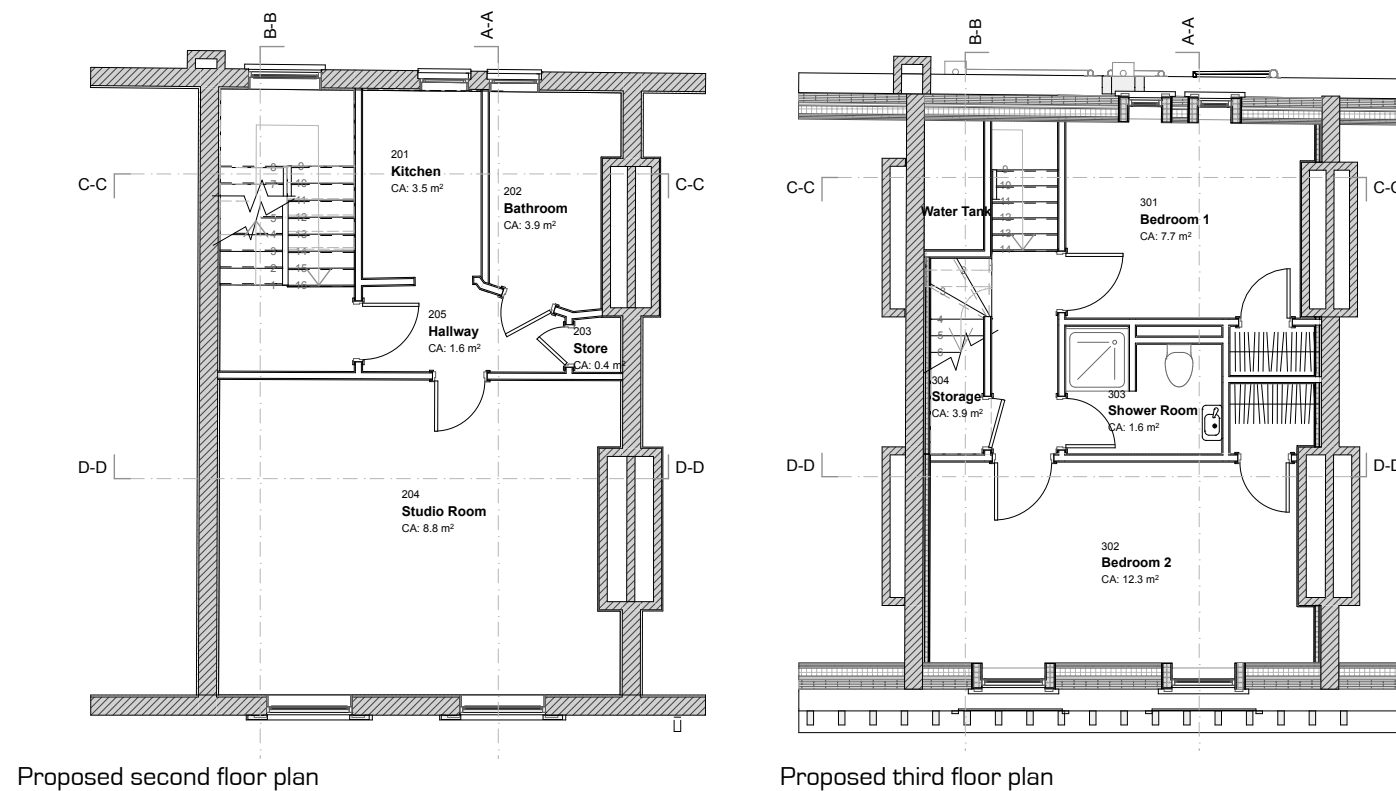 B-B
A-A
201
Kitchen
CA: 3.5 m²
C-C
C-C
202
Bathroom
CA: 3.9 m²
205
Hallway
CA: 1.6 m²
203
Store
CA: 0.4 m²
D-D
D-D
204
Studio Room
CA: 8.8 m²
Proposed second floor plan
B-B
A-A
C-C
C-C
Water Tank
301
Bedroom 1
CA: 7.7 m²
304
Storage
CA: 3.9 m²
303
Shower Room
CA: 1.6 m²
D-D
D-D
302
Bedroom 2
CA: 12.3 m²
Proposed third floor plan